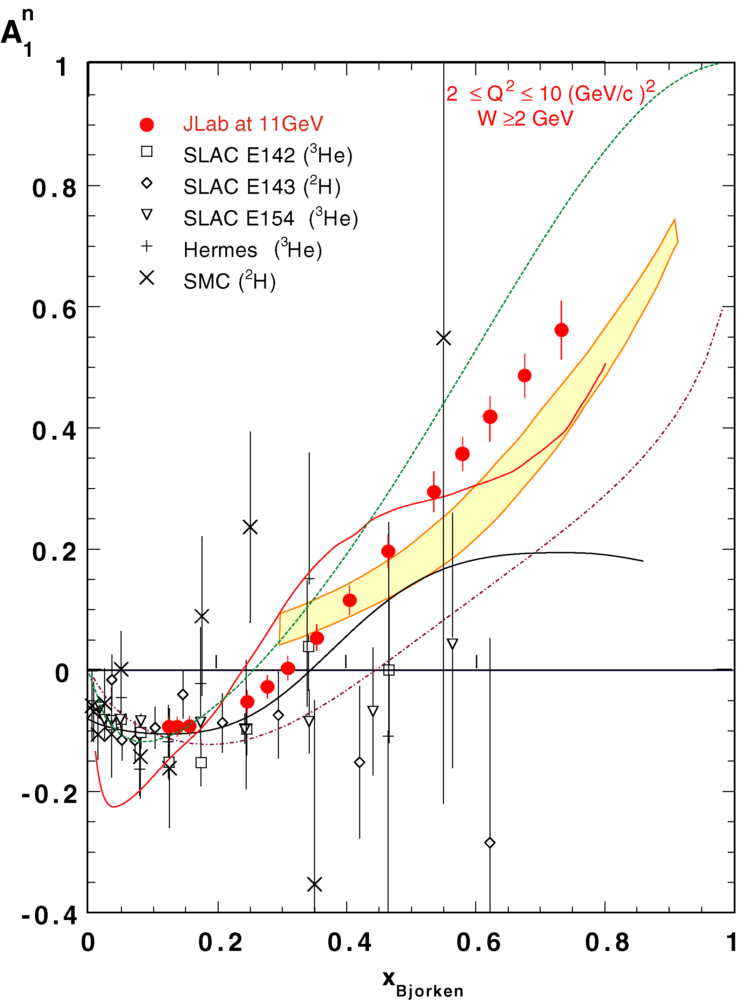 A₁ⁿ
2 ≤ Q² ≤ 10 (GeV/c )²
W ≥2 GeV
JLab at 11GeV
SLAC E142 (³He)
SLAC E143 (²H)
SLAC E154 (³He)
Hermes (³He)
SMC (²H)
1
0.8
0.6
0.4
0.2
0
-0.2
-0.4
0 0.2 0.4 0.6 0.8 1
x Bjorken